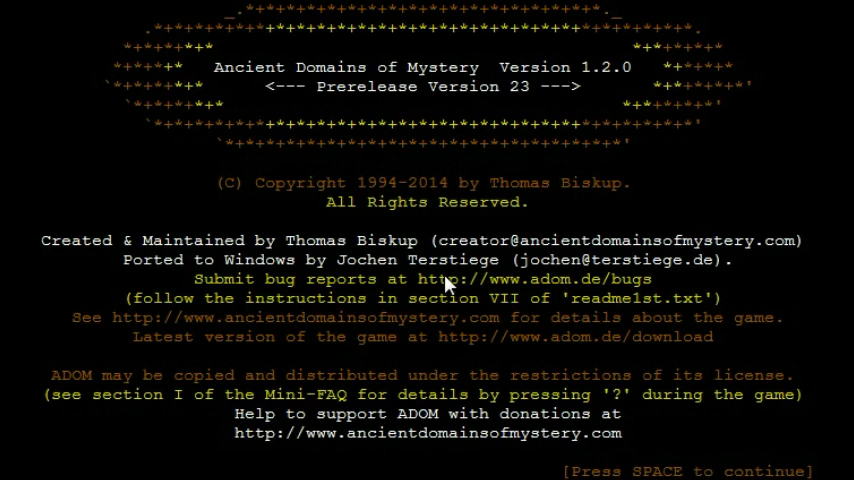 Ancient Domains of Mystery Version 1.2.0
<--- Prerelease Version 23 --->
(C) Copyright 1994-2014 by Thomas Biskup.
All Rights Reserved.
Created & Maintained by Thomas Biskup (creator@ancientdomainsofmystery.com)
Ported to Windows by Jochen Terstiege (jochen@terstiege.de).
Submit bug reports at http://www.adom.de/bugs
(follow the instructions in section VII of 'readme1st.txt')
See http://www.ancientdomainsofmystery.com for details about the game.
Latest version of the game at http://www.adom.de/download
ADOM may be copied and distributed under the restrictions of its license.
(see section I of the Mini-FAQ for details by pressing '?' during the game)
Help to support ADOM with donations at
http://www.ancientdomainsofmystery.com
[Press SPACE to continue]